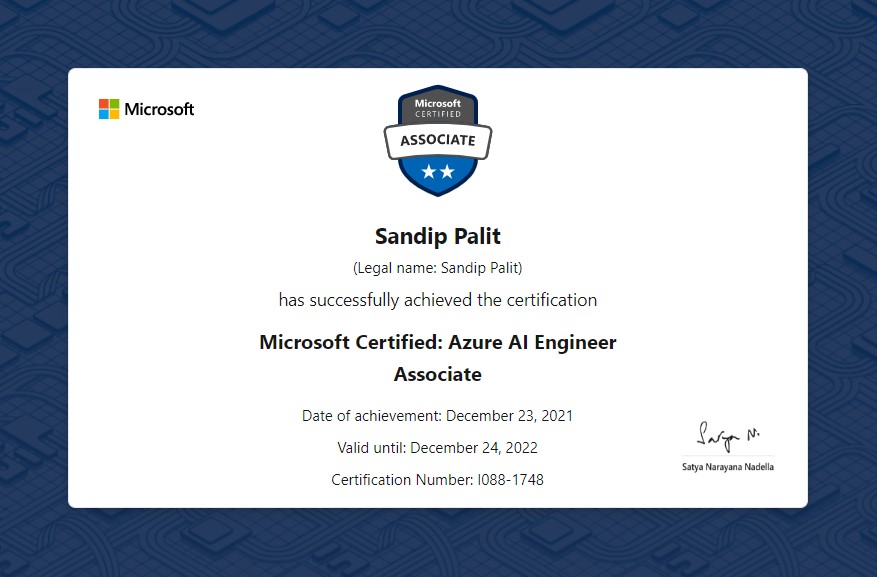 Microsoft
Microsoft
CERTIFIED
ASSOCIATE
Sandip Palit
(Legal name: Sandip Palit)
has successfully achieved the certification
Microsoft Certified: Azure AI Engineer
Associate
Date of achievement: December 23, 2021
Valid until: December 24, 2022
Certification Number: I088-1748
Satya N.
Satya Narayana Nadella